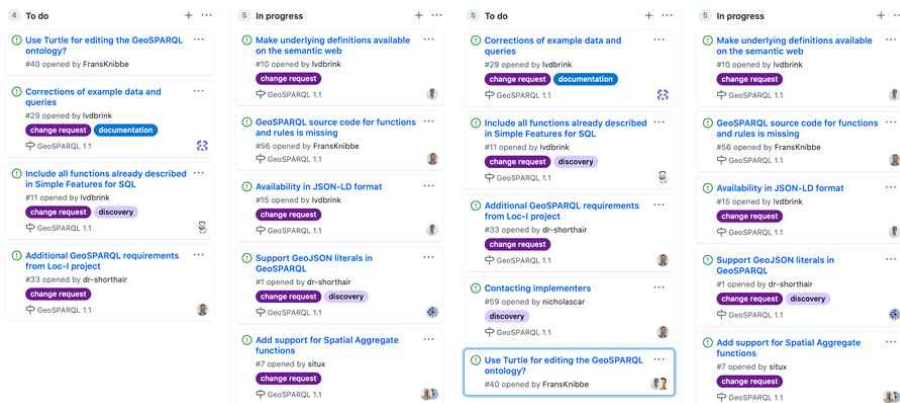 4 To do
Use Turtle for editing the GeoSPARQL
ontology?
#40 opened by FransKnibbe
Corrections of example data and
queries
#29 opened by lvdbrink
change request documentation
GeoSPARQL 1.1
Include all functions already described
in Simple Features for SQL
#11 opened by lvdbrink
change request discovery
GeoSPARQL 1.1
Additional GeoSPARQL requirements
from Loc-I project
#33 opened by dr-shorthair
change request
GeoSPARQL 1.1
5 In progress
Make underlying definitions available
on the semantic web
#10 opened by lvdbrink
change request
GeoSPARQL 1.1
GeoSPARQL source code for functions
and rules is missing
#56 opened by FransKnibbe
GeoSPARQL 1.1
Availability in JSON-LD format
#15 opened by lvdbrink
change request
GeoSPARQL 1.1
Support GeoJSON literals in
GeoSPARQL
#1 opened by dr-shorthair
change request discovery
GeoSPARQL 1.1
Add support for Spatial Aggregate
functions
#7 opened by situx
change request
GeoSPARQL 1.1
5 To do
Corrections of example data and
queries
#29 opened by lvdbrink
change request documentation
GeoSPARQL 1.1
Include all functions already described
in Simple Features for SQL
#11 opened by lvdbrink
change request discovery
GeoSPARQL 1.1
Additional GeoSPARQL requirements
from Loc-I project
#33 opened by dr-shorthair
change request
GeoSPARQL 1.1
Contacting implementers
#59 opened by nicholascar
discovery
GeoSPARQL 1.1
Use Turtle for editing the GeoSPARQL
ontology?
#40 opened by FransKnibbe
5 In progress
Make underlying definitions available
on the semantic web
#10 opened by lvdbrink
change request
GeoSPARQL 1.1
GeoSPARQL source code for functions
and rules is missing
#56 opened by FransKnibbe
GeoSPARQL 1.1
Availability in JSON-LD format
#15 opened by lvdbrink
change request
GeoSPARQL 1.1
Support GeoJSON literals in
GeoSPARQL
#1 opened by dr-shorthair
change request discovery
GeoSPARQL 1.1
Add support for Spatial Aggregate
functions
#7 opened by situx
change request
GeoSPARQL 1.1